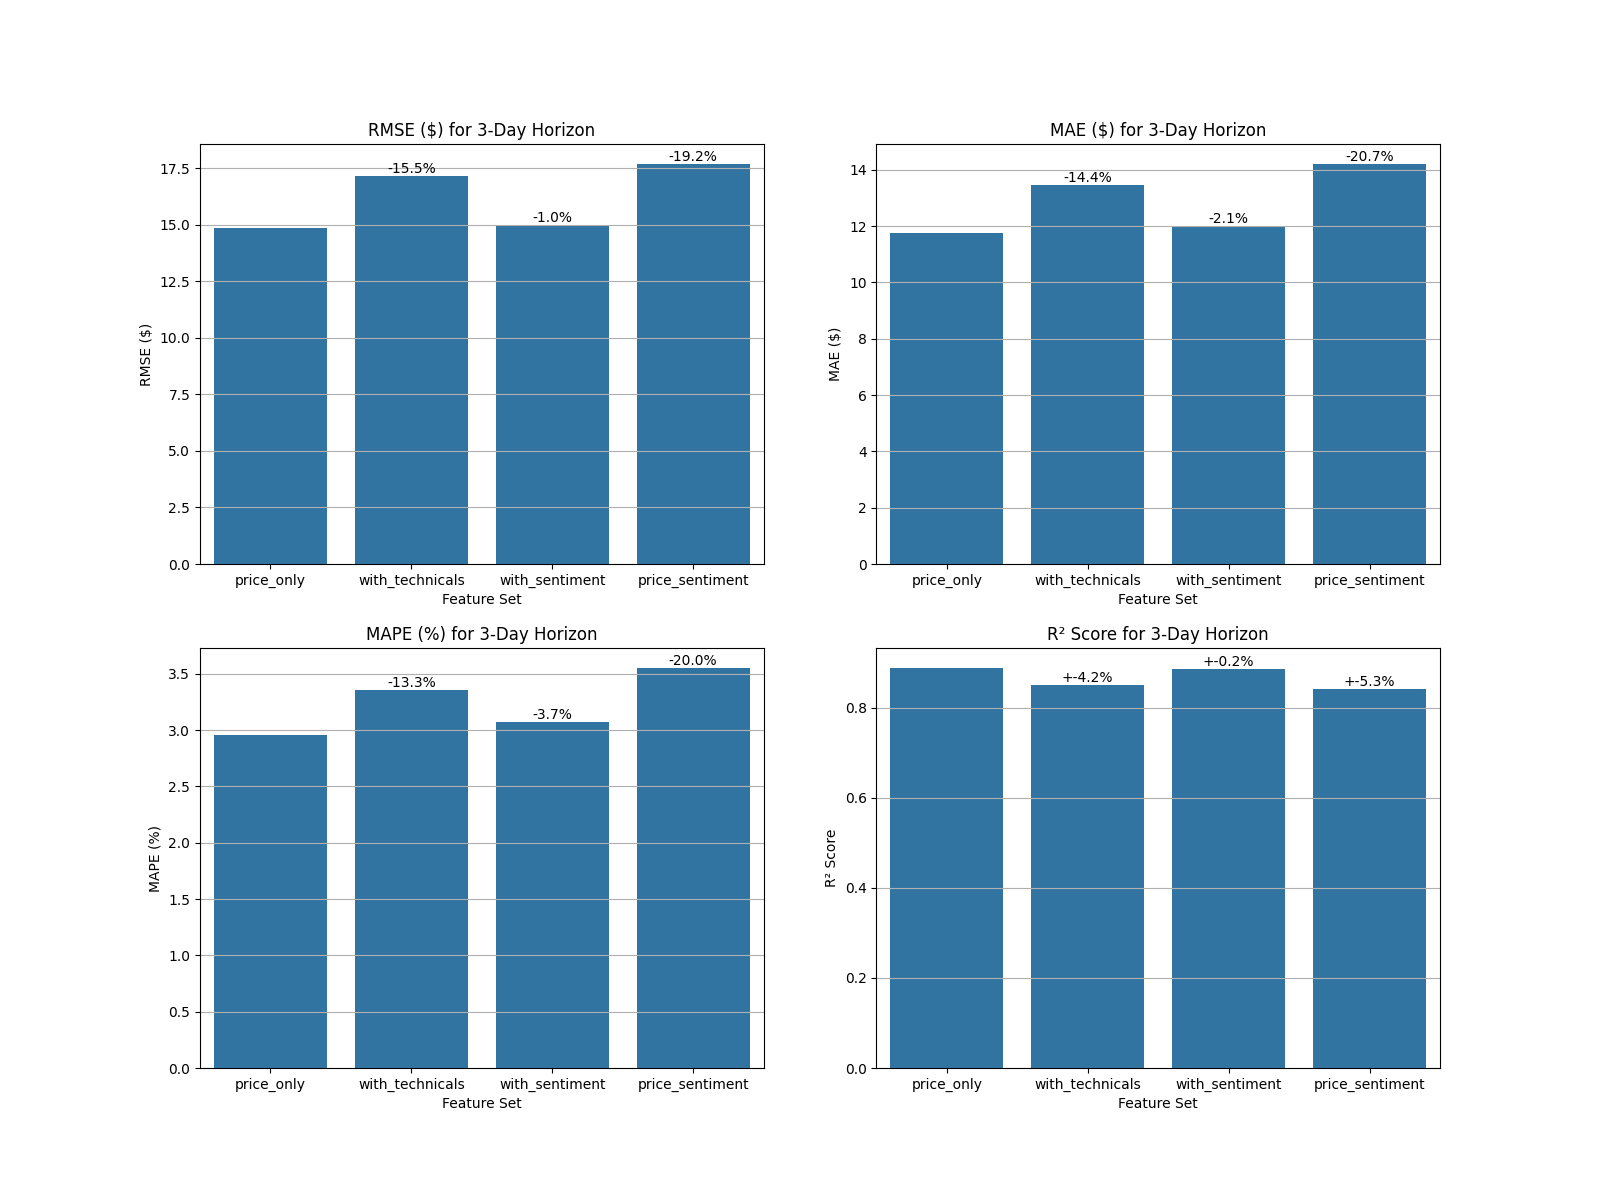 RMSE ($) for 3-Day Horizon
RMSE ($)
17.5
15.0
12.5
10.0
7.5
5.0
2.5
0.0
-15.5%
-1.0%
-19.2%
price_only with_technicals with_sentiment price_sentiment
Feature Set
MAE ($) for 3-Day Horizon
MAE ($)
14
12
10
8
6
4
2
0
-14.4%
-2.1%
-20.7%
price_only with_technicals with_sentiment price_sentiment
Feature Set
MAPE (%) for 3-Day Horizon
MAPE (%)
3.5
3.0
2.5
2.0
1.5
1.0
0.5
0.0
-13.3%
-3.7%
-20.0%
price_only with_technicals with_sentiment price_sentiment
Feature Set
R² Score for 3-Day Horizon
R² Score
0.8
0.6
0.4
0.2
0.0
+-4.2%
+-0.2%
+-5.3%
price_only with_technicals with_sentiment price_sentiment
Feature Set